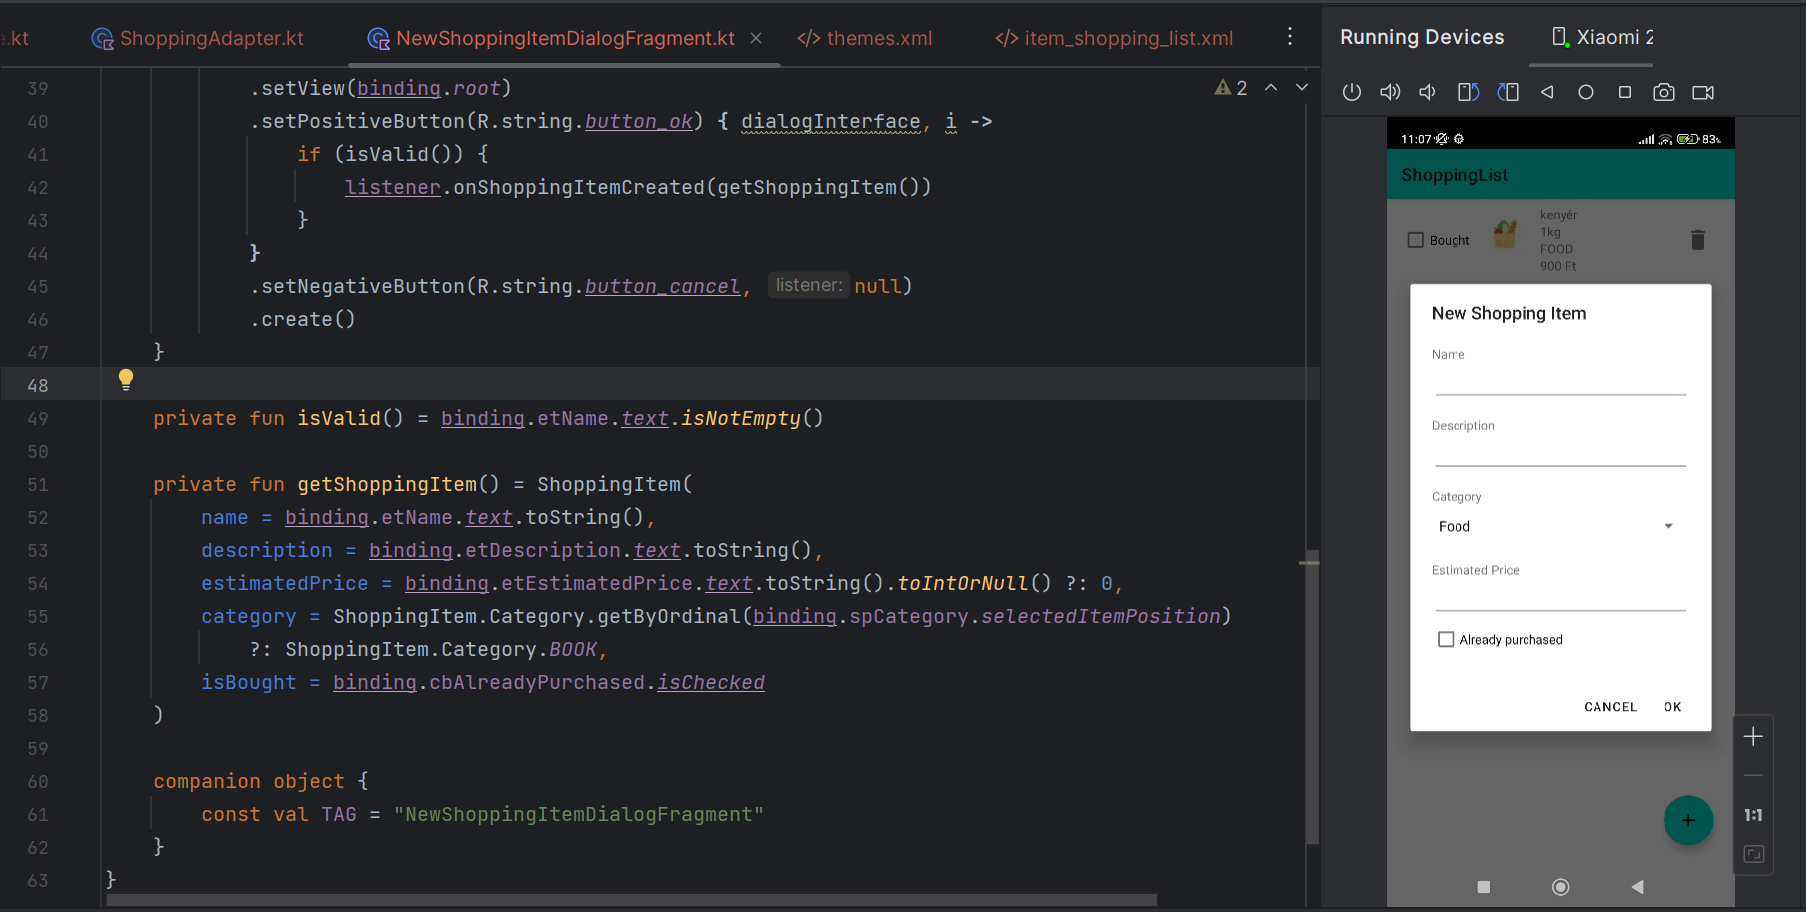 .kt
ShoppingAdapter.kt
NewShoppingItemDialogFragment.kt
themes.xml
item_shopping_list.xml
39 .setView(binding.root)
2
40 .setPositiveButton(R.string.button_ok) { dialogInterface, i ->
41 if (isValid()) {
42 listener.onShoppingItemCreated(getShoppingItem())
43 }
44 }
45 .setNegativeButton(R.string.button_cancel, listener: null)
46 .create()
47 }
48
49 private fun isValid() = binding.etName.text.isNotEmpty()
50
51 private fun getShoppingItem() = ShoppingItem(
52 name = binding.etName.text.toString(),
53 description = binding.etDescription.text.toString(),
54 estimatedPrice = binding.etEstimatedPrice.text.toString().toIntOrNull() ?: 0,
55 category = ShoppingItem.Category.getByOrdinal(binding.spCategory.selectedItemPosition)
56 ?: ShoppingItem.Category.BOOK,
57 isBought = binding.cbAlreadyPurchased.isChecked
58 )
59
60 companion object {
61 const val TAG = "NewShoppingItemDialogFragment"
62 }
63 }
Running Devices
Xiaomi 2
11:07
83%
ShoppingList
Bought
kenyér
1kg
FOOD
900 Ft
New Shopping Item
Name
Description
Category
Food
Estimated Price
Already purchased
CANCEL OK
1:1